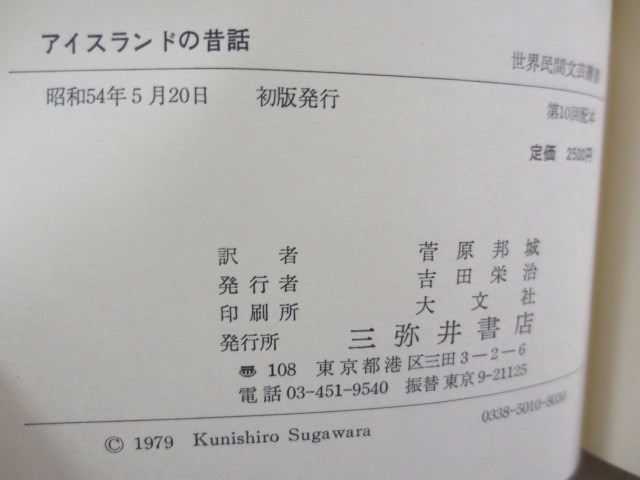 アイスランドの昔話
世界民間文芸叢書
昭和54年5月20日 初版発行
第10回配本
定価 2500円
訳者 菅原邦城
発行者 吉田栄治
印刷所 大文社
発行所 三弥井書店
〠108 東京都港区三田3-2-6
電話03-451-9540 振替東京9-21125
0338-5010-8030
© 1979 Kunishiro Sugawara